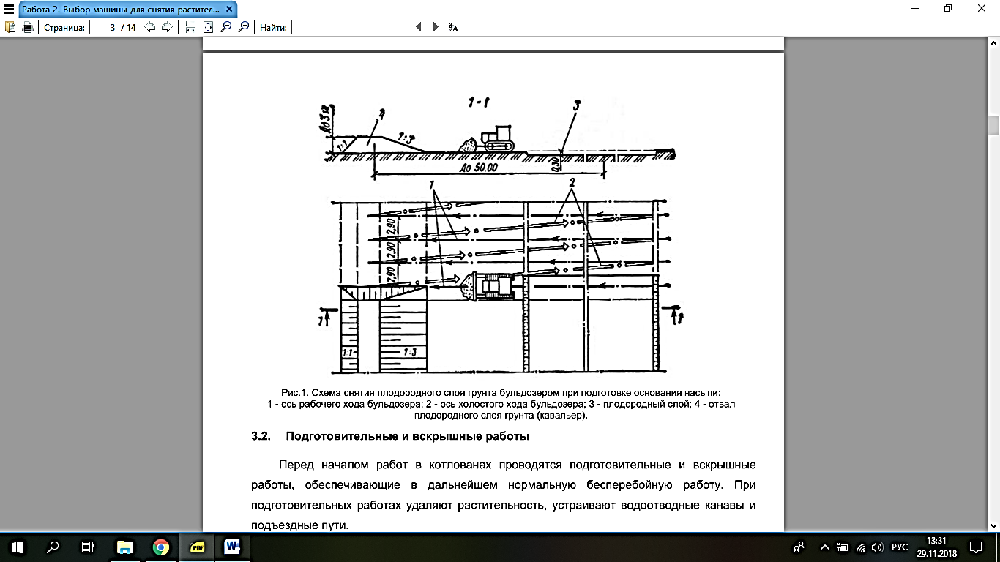 Работа 2. Выбор машины для снятия растител...
Страница: 3 / 14 Найти:
1-1
3
До 3 м
4
1:1
1:3
0,30
До 50.00
1
2
2,90
2,90
2,90
1
1
1:1
1:3
Рис.1. Схема снятия плодородного слоя грунта бульдозером при подготовке основания насыпи:
1 - ось рабочего хода бульдозера; 2 - ось холостого хода бульдозера; 3 - плодородный слой; 4 - отвал
плодородного слоя грунта (кавальер).
3.2. Подготовительные и вскрышные работы
Перед началом работ в котлованах проводятся подготовительные и вскрышные
работы, обеспечивающие в дальнейшем нормальную бесперебойную работу. При
подготовительных работах удаляют растительность, устраивают водоотводные канавы и
подъездные пути.
PDF
W
РУС
13:31
29.11.2018